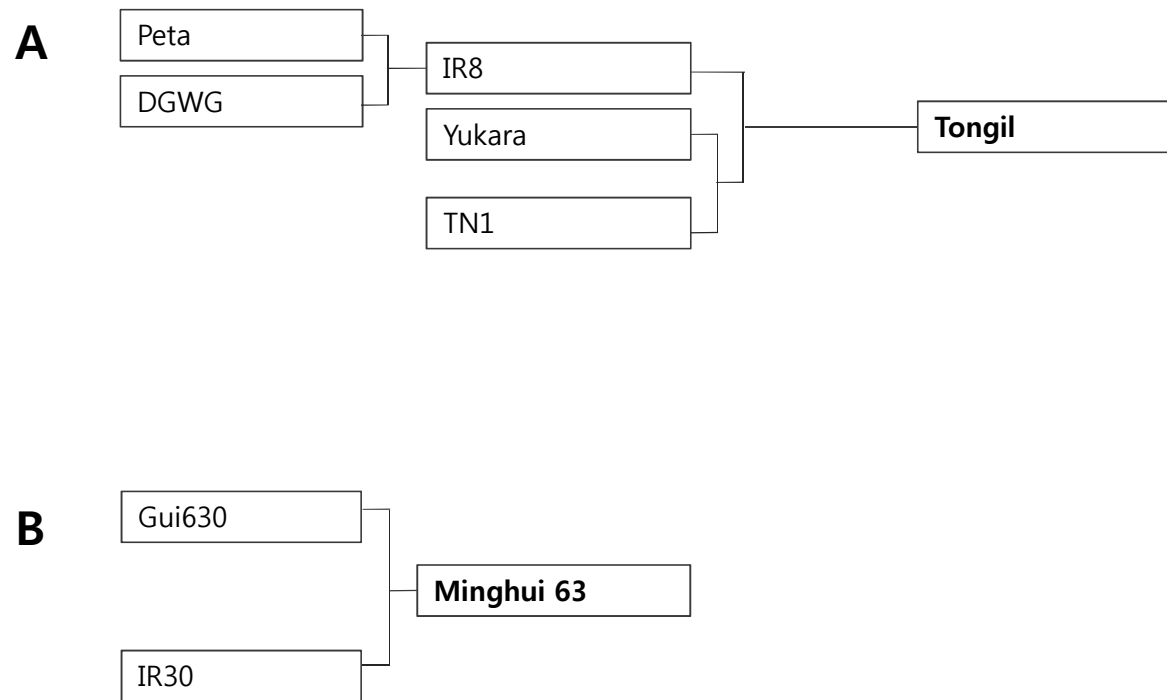 A
Peta
DGWG
IR8
Yukara
TN1
Tongil
B
Gui630
IR30
Minghui 63